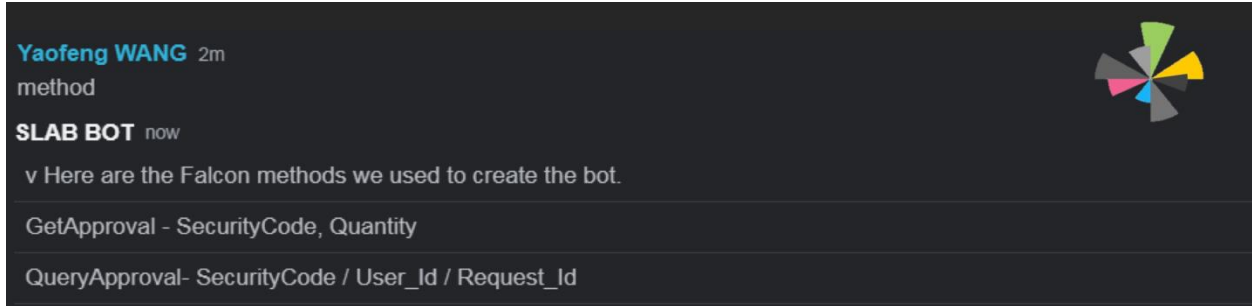 Yaofeng WANG 2m
method
SLAB BOT now
v Here are the Falcon methods we used to create the bot.
GetApproval - SecurityCode, Quantity
QueryApproval- SecurityCode / User_Id / Request_Id